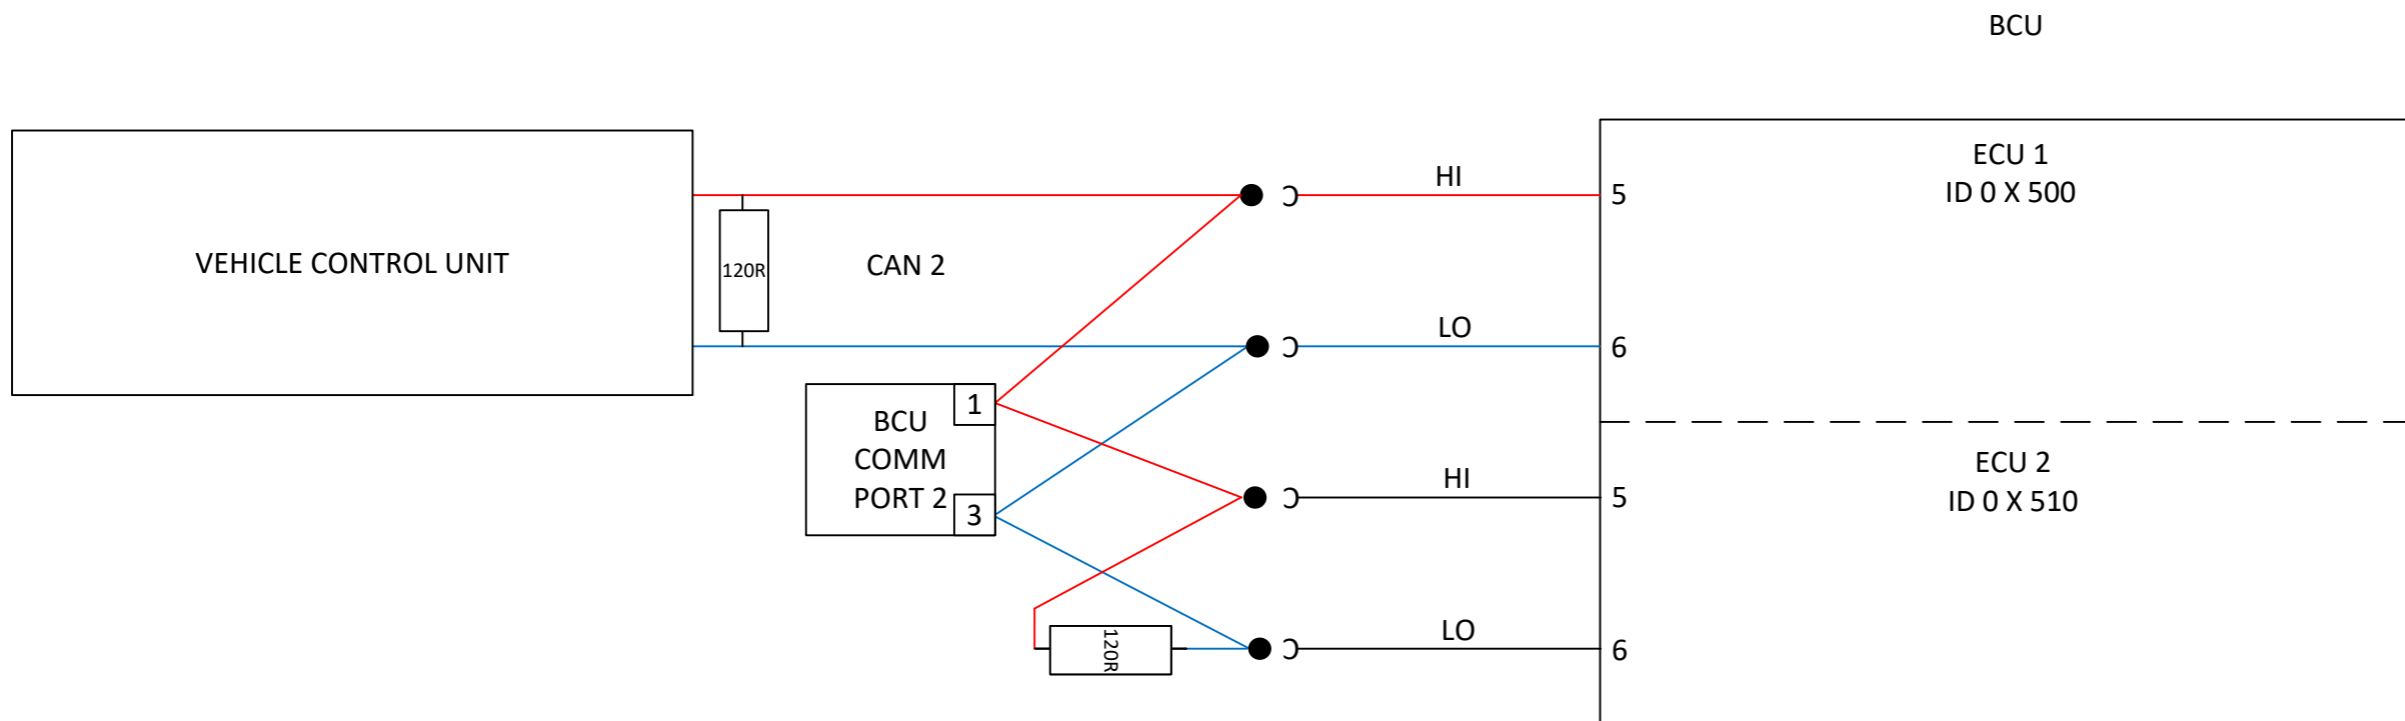 BCU
VEHICLE CONTROL UNIT
120R
CAN 2
HI
5
ECU 1
ID 0 X 500
LO
6
BCU
COMM
PORT 2
1
3
HI
5
ECU 2
ID 0 X 510
120R
LO
6